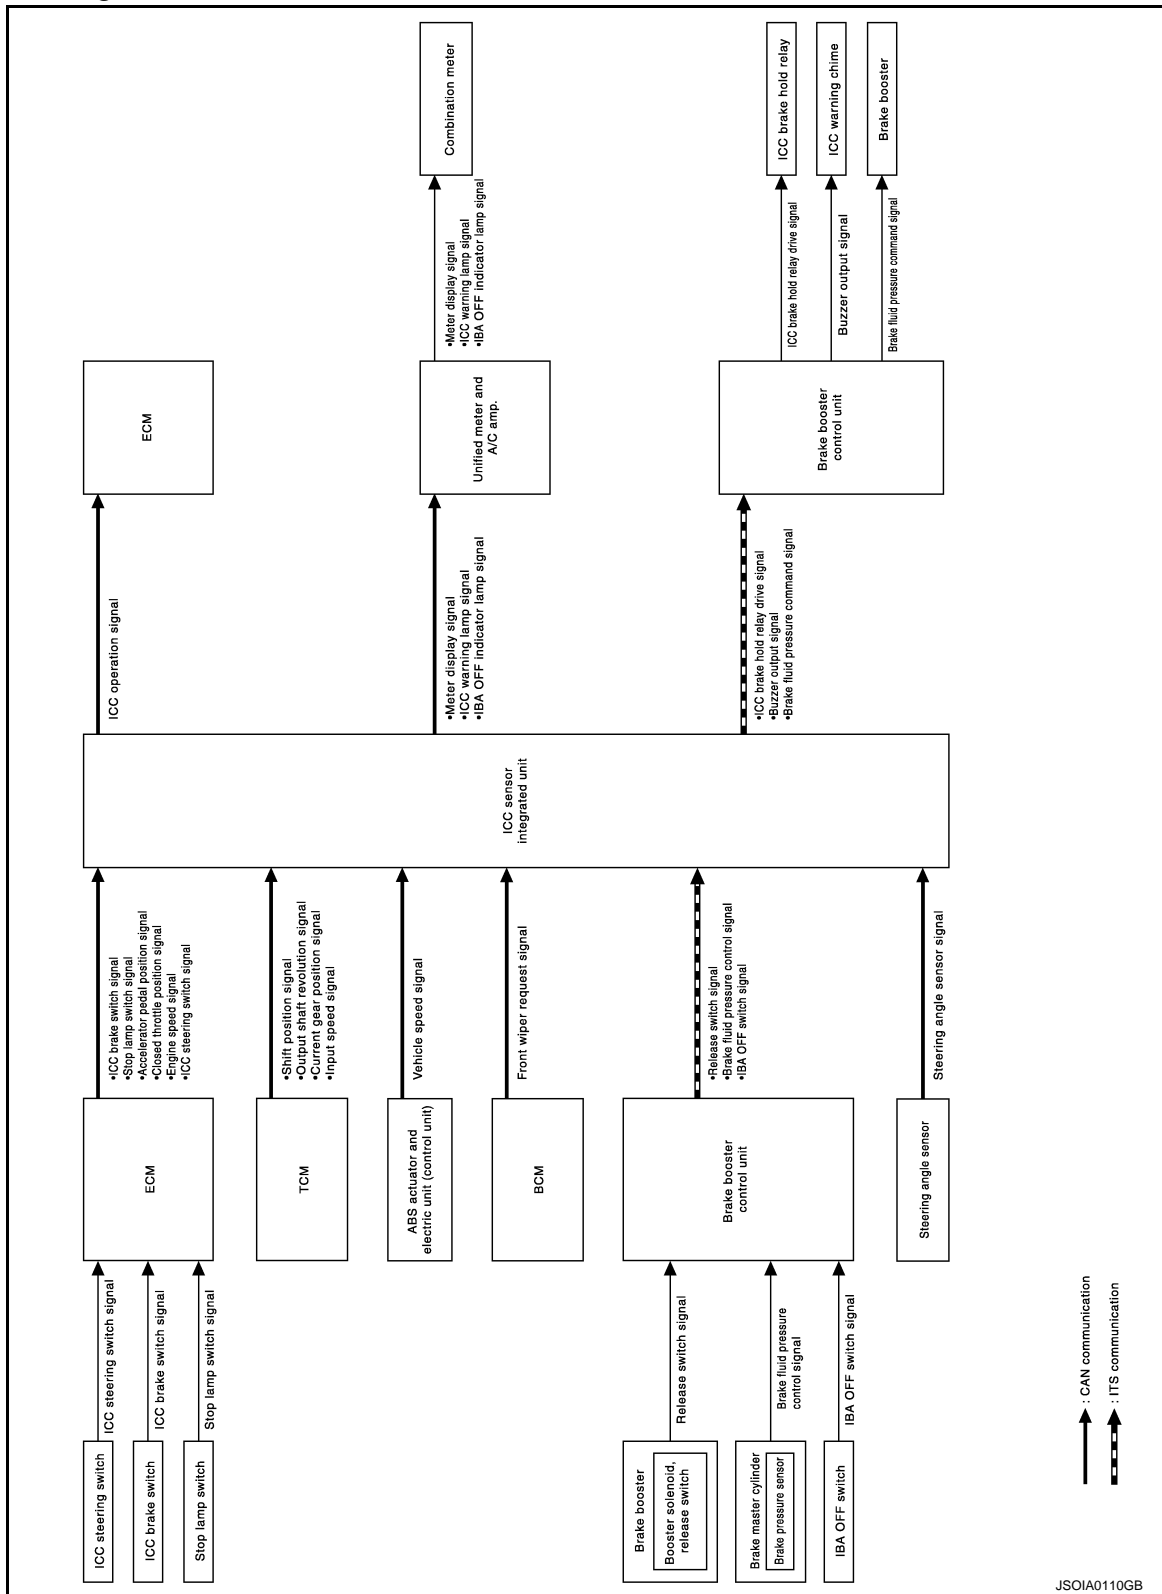 ICC steering switch
ICC brake switch
Stop lamp switch
Brake booster
Booster solenoid,
release switch
Brake master cylinder
Brake pressure sensor
IBA OFF switch
ICC steering switch signal
ICC brake switch signal
Stop lamp switch signal
Release switch signal
Brake fluid pressure
control signal
IBA OFF switch signal
ECM
TCM
ABS actuator and
electric unit (control unit)
BCM
Brake booster
control unit
Steering angle sensor
•ICC brake switch signal
•Stop lamp switch signal
•Accelerator pedal position signal
•Closed throttle position signal
•Engine speed signal
•ICC steering switch signal
•Shift position signal
•Output shaft revolution signal
•Current gear position signal
•Input speed signal
Vehicle speed signal
Front wiper request signal
•Release switch signal
•Brake fluid pressure control signal
•IBA OFF switch signal
Steering angle sensor signal
ICC sensor
integrated unit
ICC operation signal
•Meter display signal
•ICC warning lamp signal
•IBA OFF indicator lamp signal
•ICC brake hold relay drive signal
•Buzzer output signal
•Brake fluid pressure command signal
ECM
Unified meter and
A/C amp.
Brake booster
control unit
•Meter display signal
•ICC warning lamp signal
•IBA OFF indicator lamp signal
ICC brake hold relay drive signal
Buzzer output signal
Brake fluid pressure command signal
Combination meter
ICC brake hold relay
ICC warning chime
Brake booster
: CAN communication
: ITS communication
JSOIA0110GB